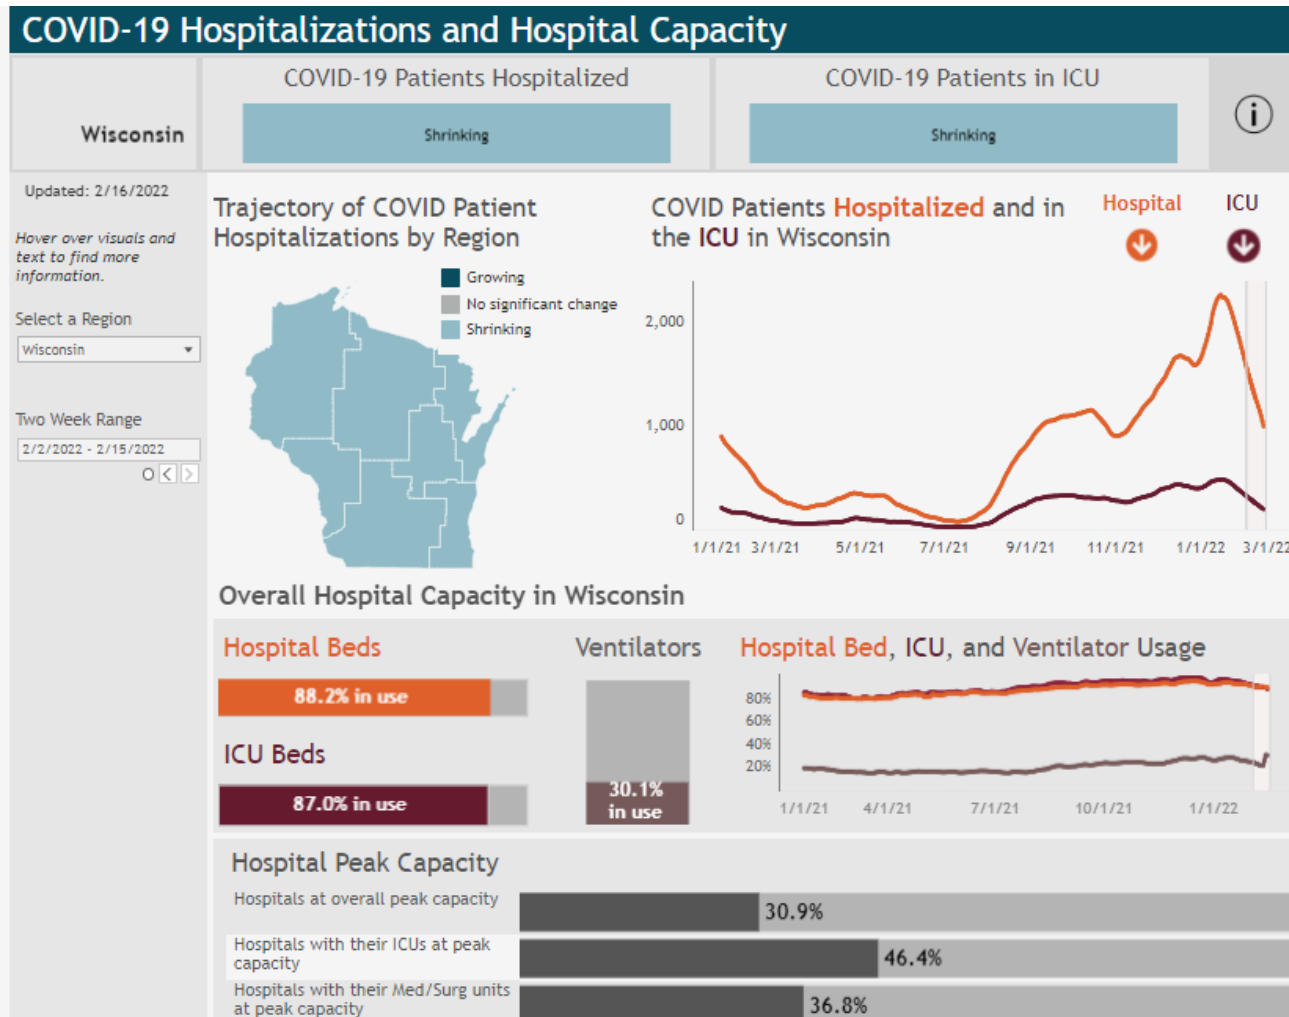 COVID-19 Hospitalizations and Hospital Capacity
Wisconsin
COVID-19 Patients Hospitalized
Shrinking
COVID-19 Patients in ICU
Shrinking
i
Updated: 2/16/2022
Hover over visuals and
text to find more
information.
Select a Region
Wisconsin
Two Week Range
2/2/2022 - 2/15/2022
Trajectory of COVID Patient
Hospitalizations by Region
Growing
No significant change
Shrinking
COVID Patients Hospitalized and in
the ICU in Wisconsin
Hospital
ICU
2,000
1,000
0
1/1/21 3/1/21 5/1/21 7/1/21 9/1/21 11/1/21 1/1/22 3/1/22
Overall Hospital Capacity in Wisconsin
Hospital Beds
88.2% in use
ICU Beds
87.0% in use
Ventilators
30.1%
in use
Hospital Bed, ICU, and Ventilator Usage
80%
60%
40%
20%
1/1/21 4/1/21 7/1/21 10/1/21 1/1/22
Hospital Peak Capacity
Hospitals at overall peak capacity
30.9%
Hospitals with their ICUs at peak
capacity
46.4%
Hospitals with their Med/Surg units
at peak capacity
36.8%